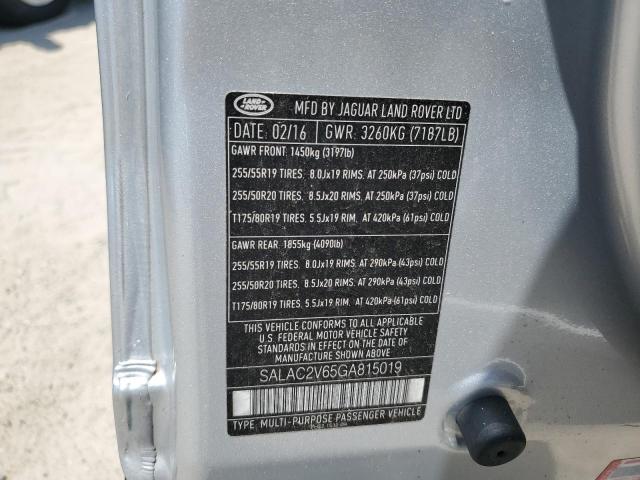 LAND ROVER
MFD BY JAGUAR LAND ROVER LTD
DATE: 02/16 GWR: 3260KG (7187LB)
GAWR FRONT: 1450kg (3197lb)
255/55R19 TIRES. 8.0Jx19 RIMS. AT 250kPa (37psi) COLD
255/50R20 TIRES. 8.5Jx20 RIMS. AT 250kPa (37psi) COLD
T175/80R19 TIRES. 5.5Jx19 RIM. AT 420kPa (61psi) COLD
GAWR REAR: 1855kg (4090lb)
255/55R19 TIRES. 8.0Jx19 RIMS. AT 290kPa (43psi) COLD
255/50R20 TIRES. 8.5Jx20 RIMS. AT 290kPa (43psi) COLD
T175/80R19 TIRES. 5.5Jx19 RIM. AT 420kPa (61psi) COLD
THIS VEHICLE CONFORMS TO ALL APPLICABLE
U.S. FEDERAL MOTOR VEHICLE SAFETY STANDARDS
IN EFFECT ON THE DATE OF
MANUFACTURE SHOWN ABOVE
SALAC2V65GA815019
TYPE: MULTI-PURPOSE PASSENGER VEHICLE